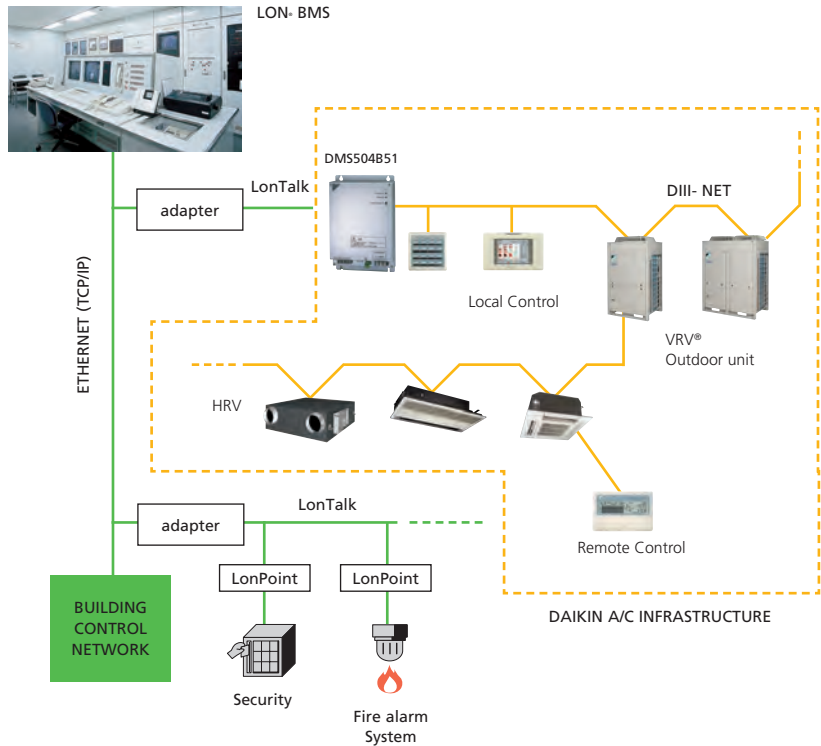 LON® BMS
DMS504B51
LonTalk
adapter
DIII- NET
Local Control
VRV®
Outdoor unit
ETHERNET (TCP/IP)
HRV
LonTalk
adapter
Remote Control
LonPoint
LonPoint
BUILDING
CONTROL
NETWORK
DAIKIN A/C INFRASTRUCTURE
Security
Fire alarm
System